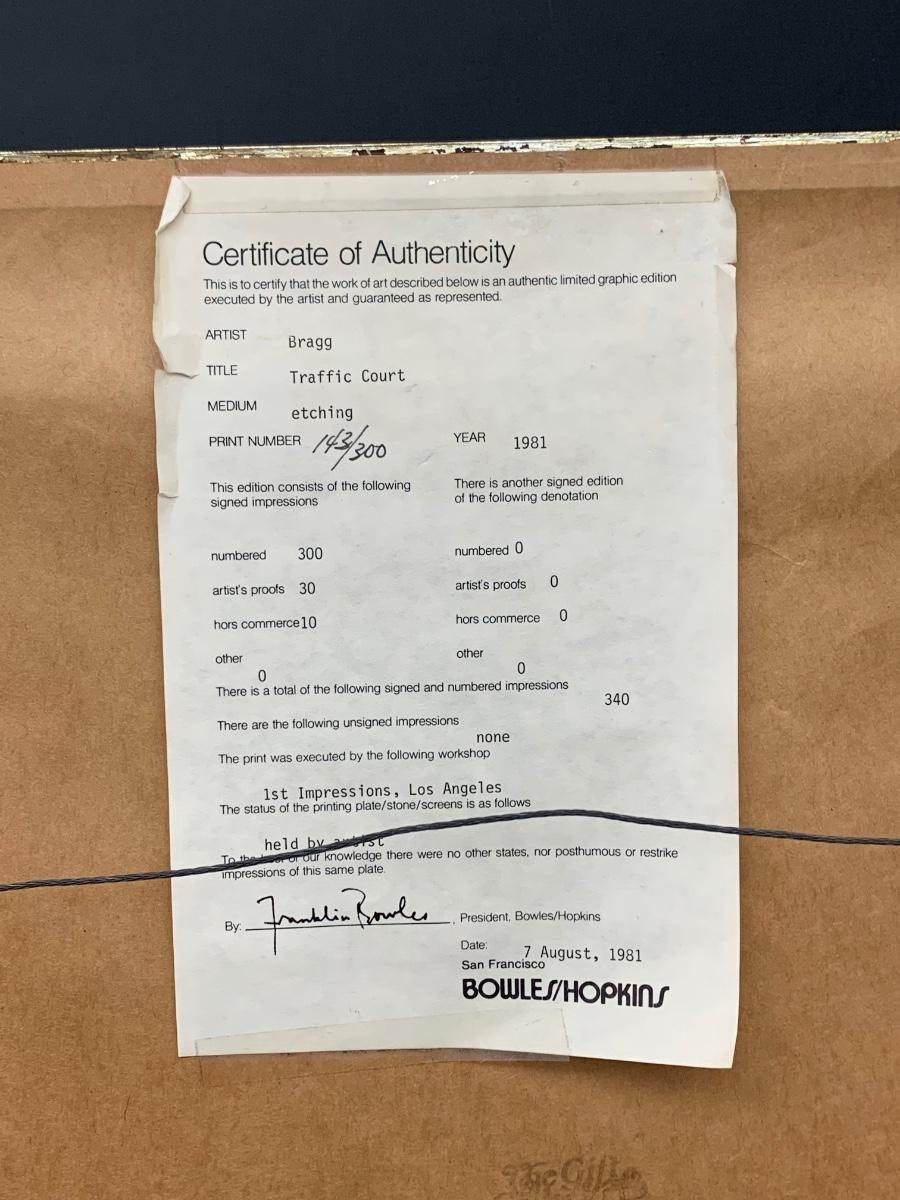 Certificate of Authenticity
This is to certify that the work of art described below is an authentic limited graphic edition
executed by the artist and guaranteed as represented.
ARTIST Bragg
TITLE Traffic Court
MEDIUM etching
PRINT NUMBER 143/300 YEAR 1981
This edition consists of the following
signed impressions
There is another signed edition
of the following denotation
numbered 300 numbered 0
artist's proofs 30 artist's proofs 0
hors commerce 10 hors commerce 0
other 0 other 0
There is a total of the following signed and numbered impressions
340
There are the following unsigned impressions
none
The print was executed by the following workshop
1st Impressions, Los Angeles
The status of the printing plate/stone/screens is as follows
held by artist
To the best of our knowledge there were no other states, nor posthumous or restrike
impressions of this same plate.
By: Franklin Bowles, President, Bowles/Hopkins
Date: 7 August, 1981
San Francisco
BOWLES/HOPKINS